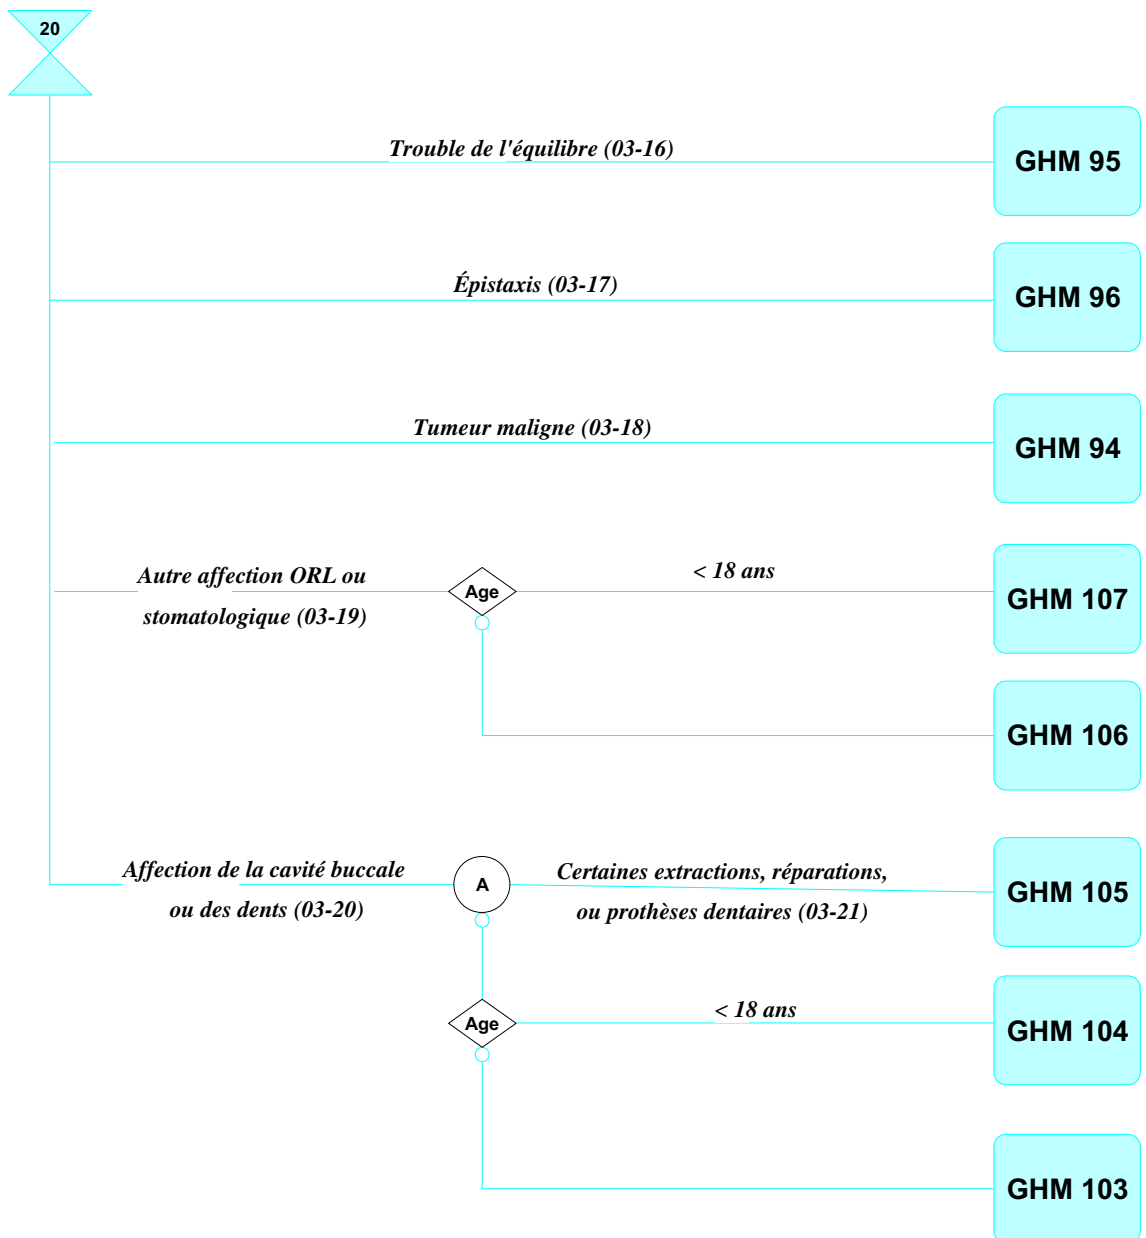 20
Trouble de l'équilibre (03-16)
GHM 95
Épistaxis (03-17)
GHM 96
Tumeur maligne (03-18)
GHM 94
Autre affection ORL ou
stomatologique (03-19)
Age
< 18 ans
GHM 107
GHM 106
Affection de la cavité buccale
ou des dents (03-20)
A
Certaines extractions, réparations,
ou prothèses dentaires (03-21)
GHM 105
Age
< 18 ans
GHM 104
GHM 103